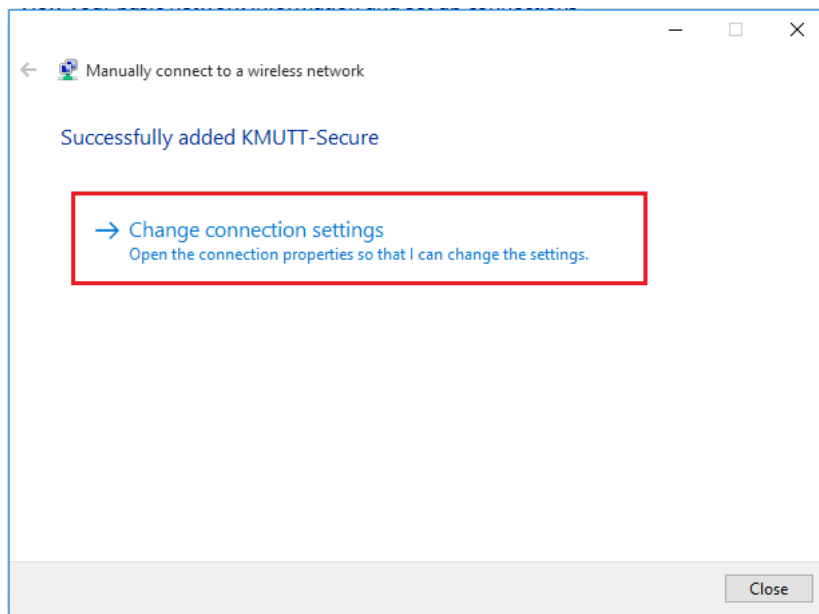 Manually connect to a wireless network
Successfully added KMUTT-Secure
Change connection settings
Open the connection properties so that I can change the settings.
Close